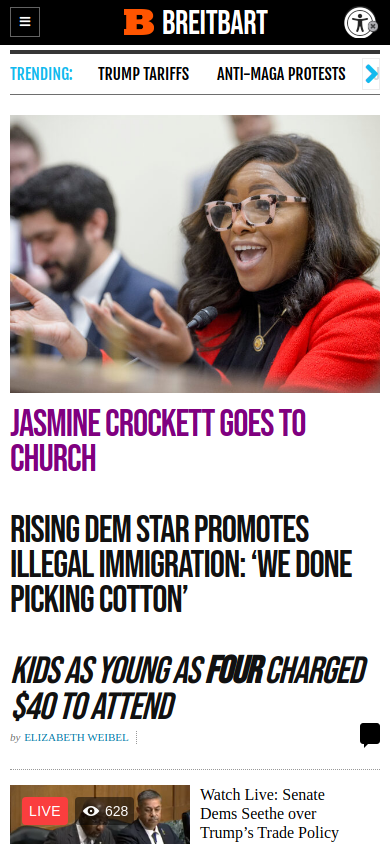 B BREITBART
TRENDING: TRUMP TARIFFS ANTI-MAGA PROTESTS
JASMINE CROCKETT GOES TO
CHURCH
RISING DEM STAR PROMOTES
ILLEGAL IMMIGRATION: ‘WE DONE
PICKING COTTON’
KIDS AS YOUNG AS FOUR CHARGED
$40 TO ATTEND
by ELIZABETH WEIBEL
LIVE 628
Watch Live: Senate
Dems Seethe over
Trump’s Trade Policy